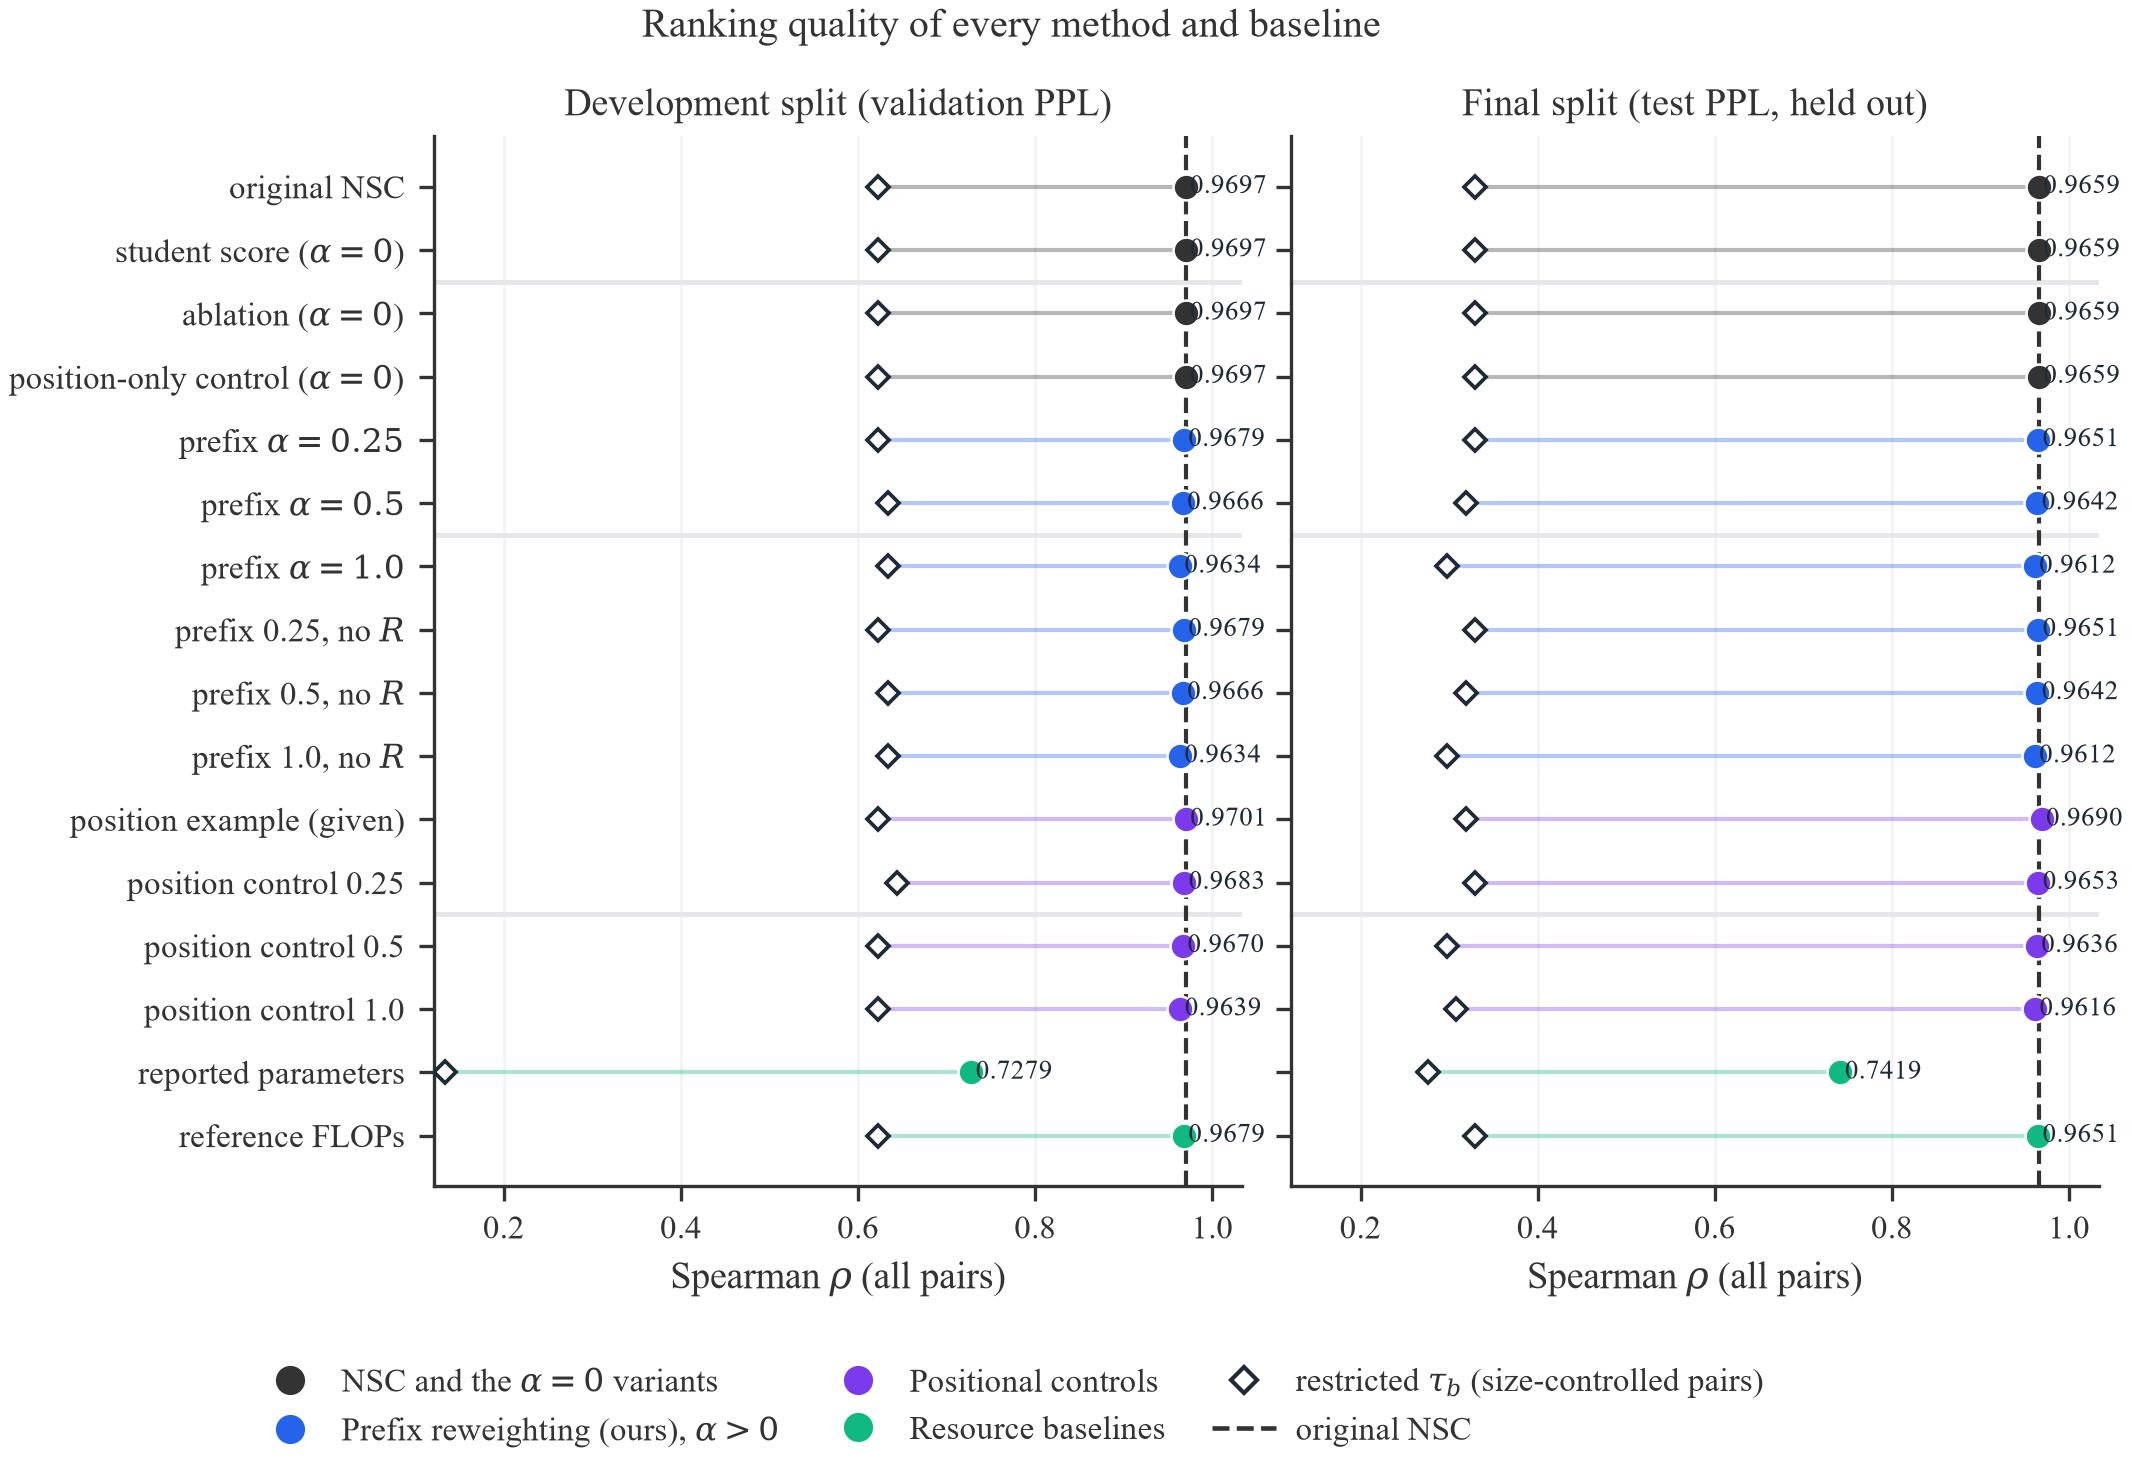 Ranking quality of every method and baseline
Development split (validation PPL)
Final split (test PPL, held out)
original NSC
0.9697
0.9659
student score (α = 0)
0.9697
0.9659
ablation (α = 0)
0.9697
0.9659
position-only control (α = 0)
0.9697
0.9659
prefix α = 0.25
0.9679
0.9651
prefix α = 0.5
0.9666
0.9642
prefix α = 1.0
0.9634
0.9612
prefix 0.25, no R
0.9679
0.9651
prefix 0.5, no R
0.9666
0.9642
prefix 1.0, no R
0.9634
0.9612
position example (given)
0.9701
0.9690
position control 0.25
0.9683
0.9653
position control 0.5
0.9670
0.9636
position control 1.0
0.9639
0.9616
reported parameters
0.7279
0.7419
reference FLOPs
0.9679
0.9651
0.2 0.4 0.6 0.8 1.0
0.2 0.4 0.6 0.8 1.0
Spearman ρ (all pairs)
Spearman ρ (all pairs)
NSC and the α = 0 variants
Prefix reweighting (ours), α > 0
Positional controls
Resource baselines
restricted τb (size-controlled pairs)
original NSC